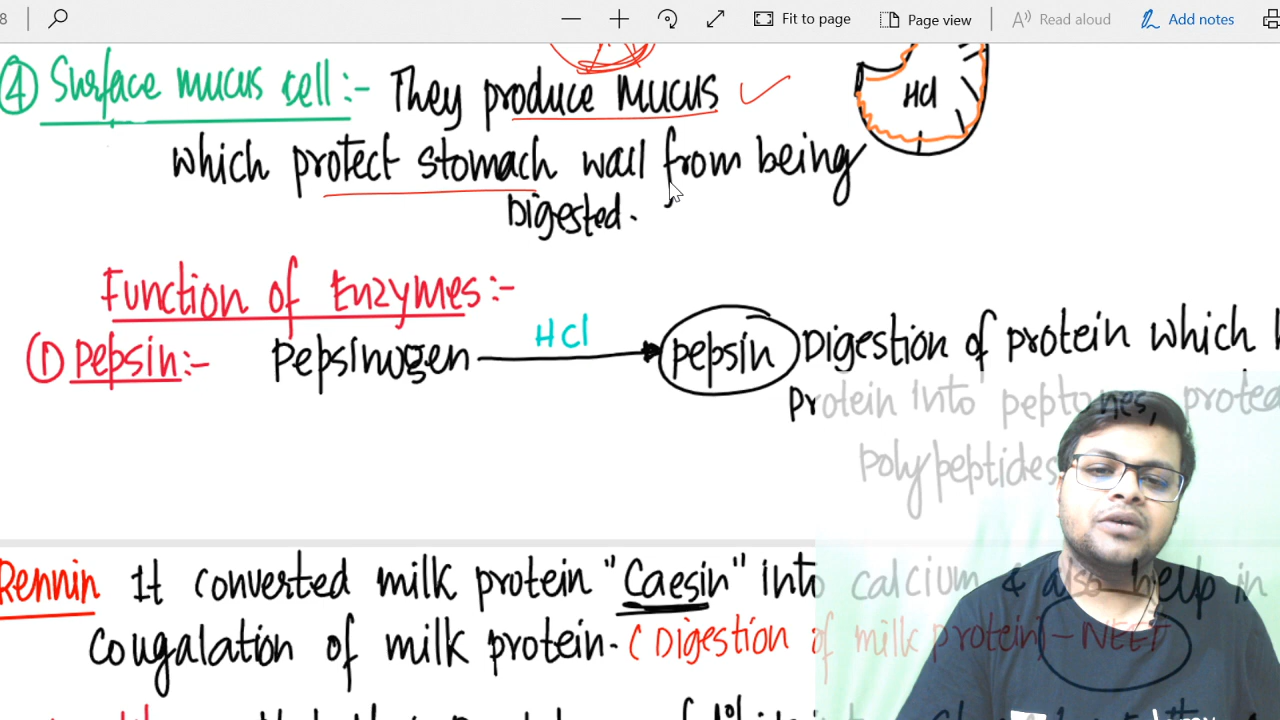 8 Fit to page Page view Read aloud Add notes
④ Surface mucus cell :- They produce Mucus
HCl
which protect stomach wall from being
Digested.
Function of Enzymes :-
① Pepsin :- Pepsinogen HCl pepsin Digestion of protein which
Protein into peptones,
Polypeptides
Rennin It converted milk protein "Caesin" into calcium & also help in
Cougalation of milk protein. ( Digestion of milk protein) - NEET